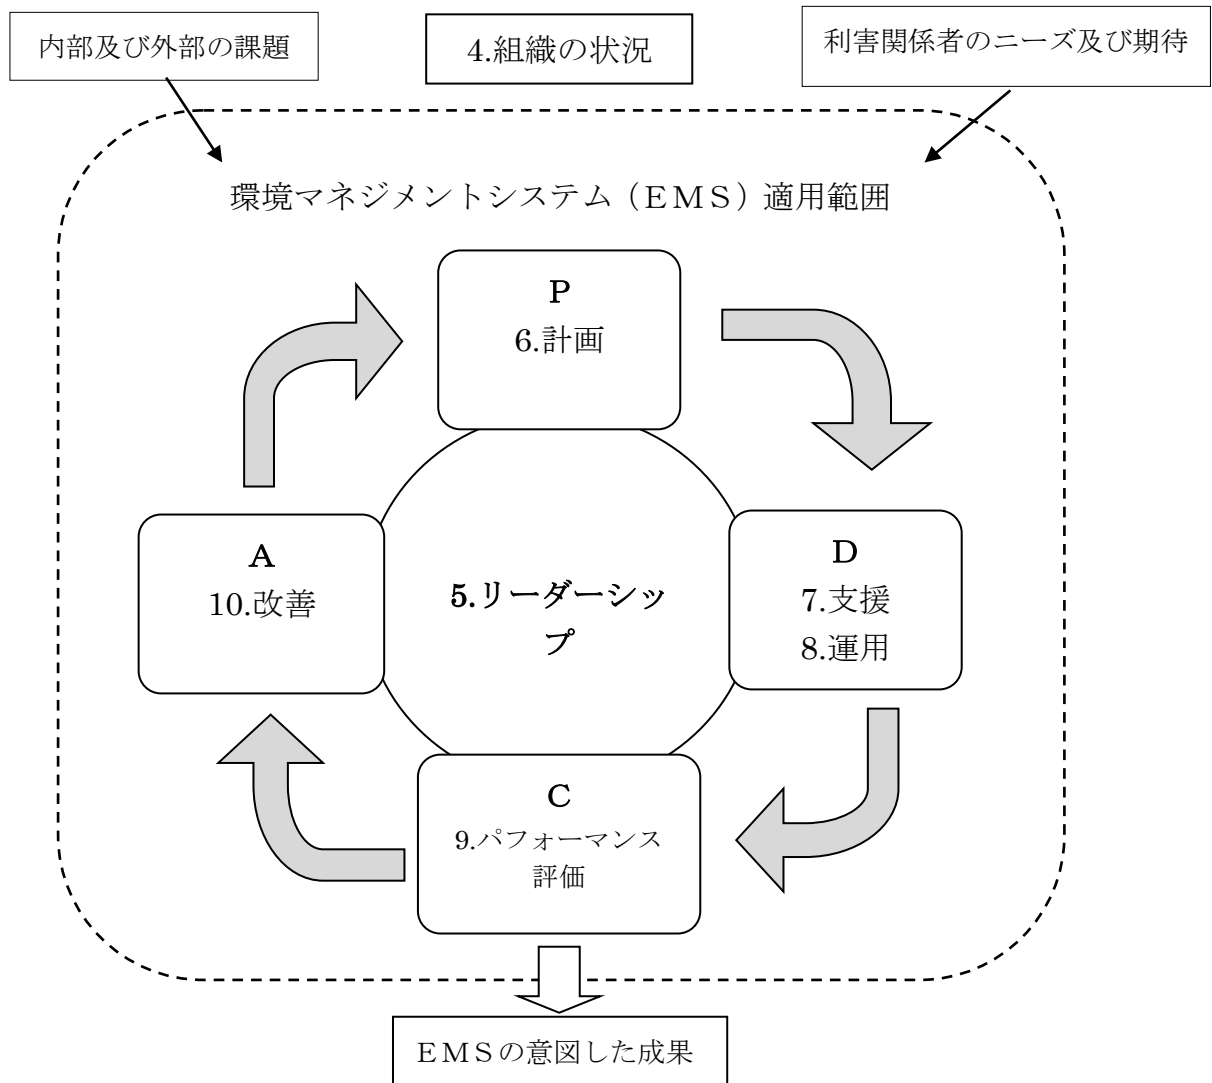 内部及び外部の課題
4.組織の状況
利害関係者のニーズ及び期待
環境マネジメントシステム（ＥＭＳ）適用範囲
P
6.計画
A
10.改善
5.リーダーシッ
プ
D
7.支援
8.運用
C
9.パフォーマンス
評価
ＥＭＳの意図した成果